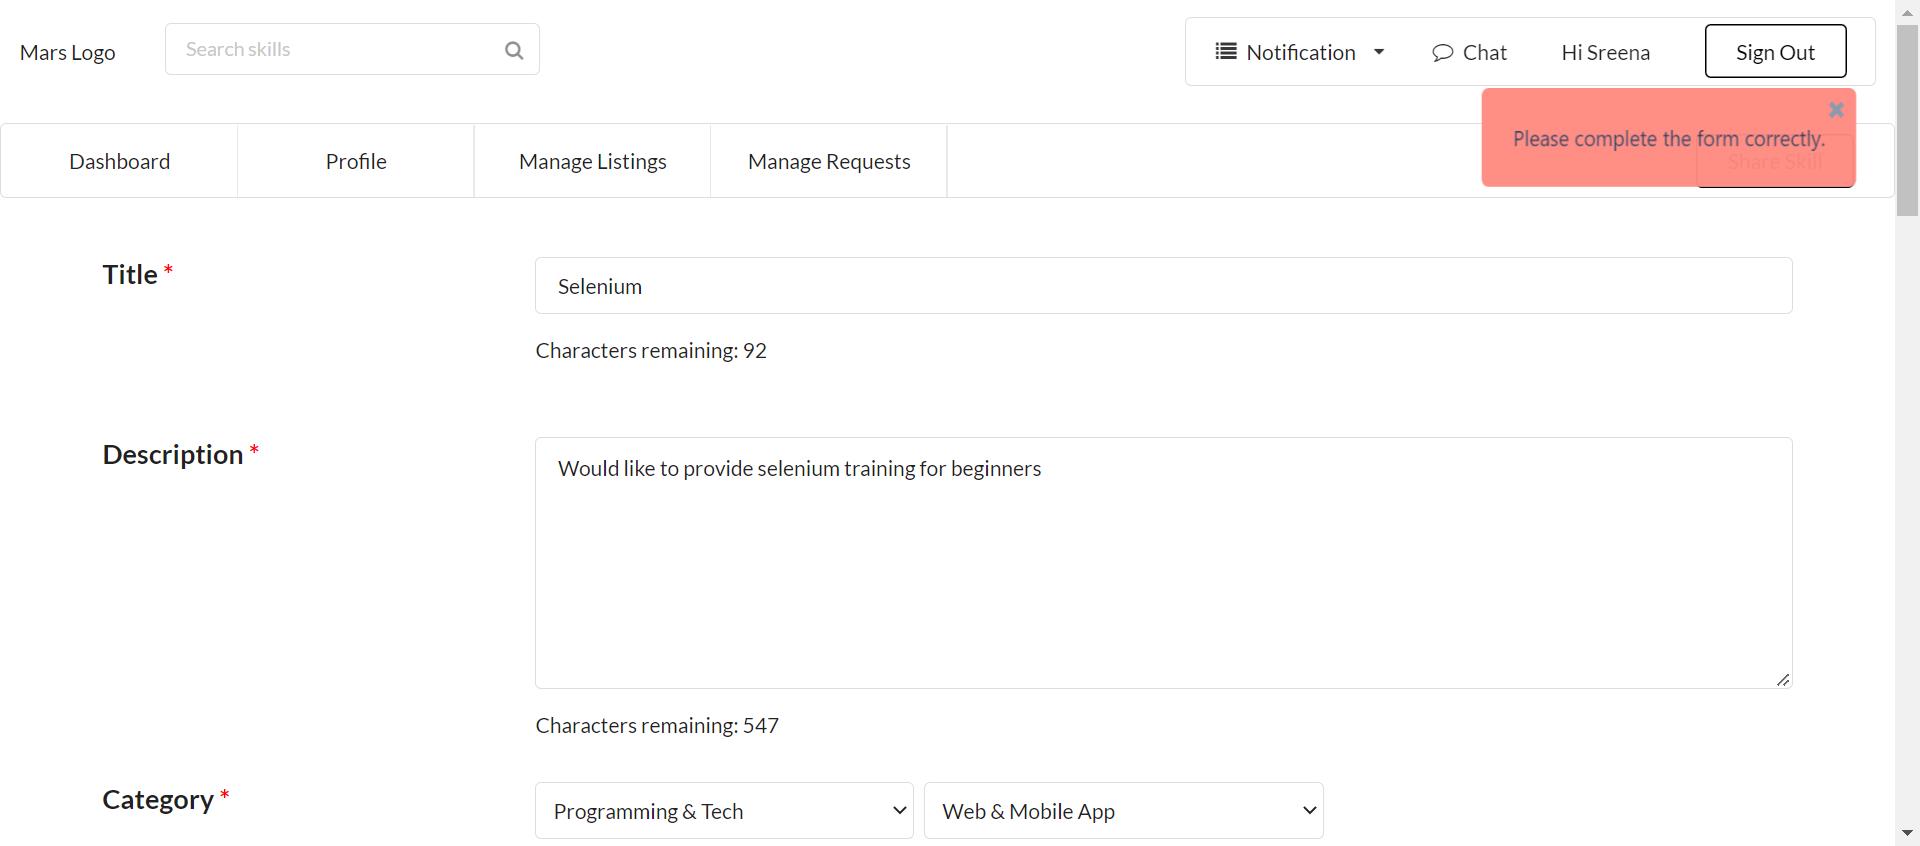 Mars Logo
Search skills
Notification
Chat
Hi Sreena
Sign Out
Please complete the form correctly.
Dashboard
Profile
Manage Listings
Manage Requests
Share Skill
Title *
Selenium
Characters remaining: 92
Description *
Would like to provide selenium training for beginners
Characters remaining: 547
Category *
Programming & Tech
Web & Mobile App